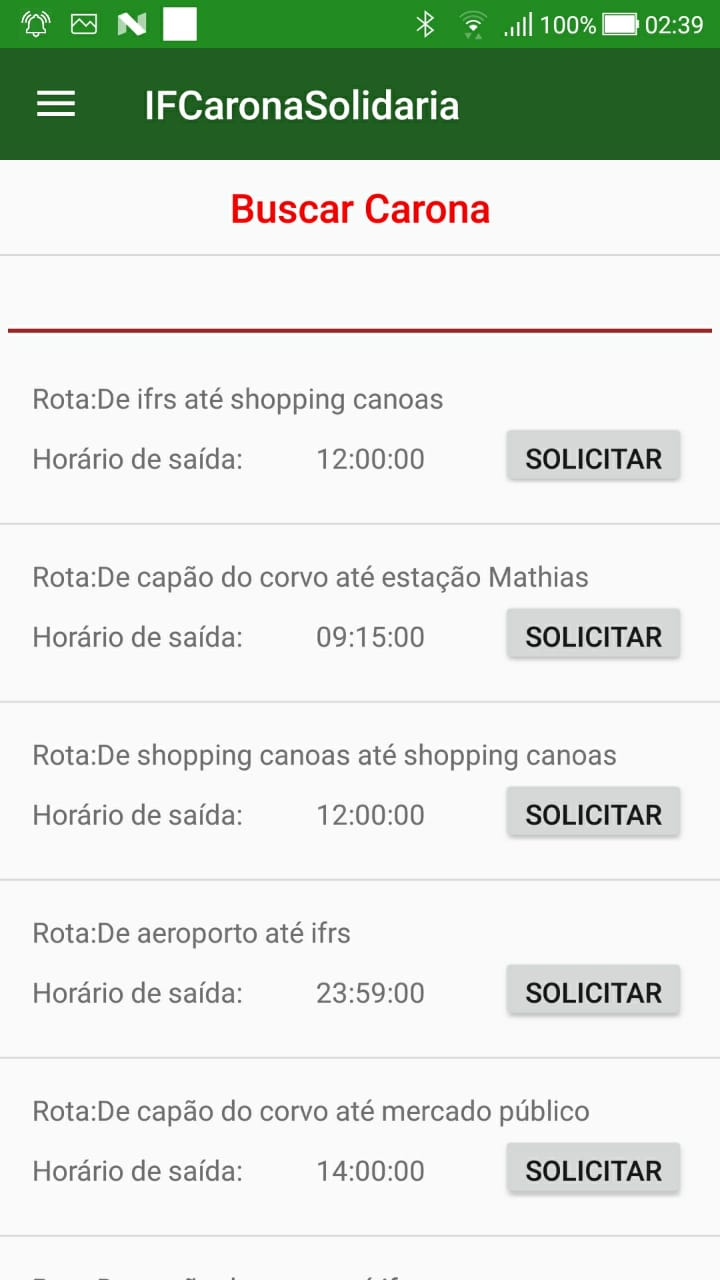 100% 02:39
IFCaronaSolidaria
Buscar Carona
Rota:De ifrs até shopping canoas
Horário de saída: 12:00:00 SOLICITAR
Rota:De capão do corvo até estação Mathias
Horário de saída: 09:15:00 SOLICITAR
Rota:De shopping canoas até shopping canoas
Horário de saída: 12:00:00 SOLICITAR
Rota:De aeroporto até ifrs
Horário de saída: 23:59:00 SOLICITAR
Rota:De capão do corvo até mercado público
Horário de saída: 14:00:00 SOLICITAR